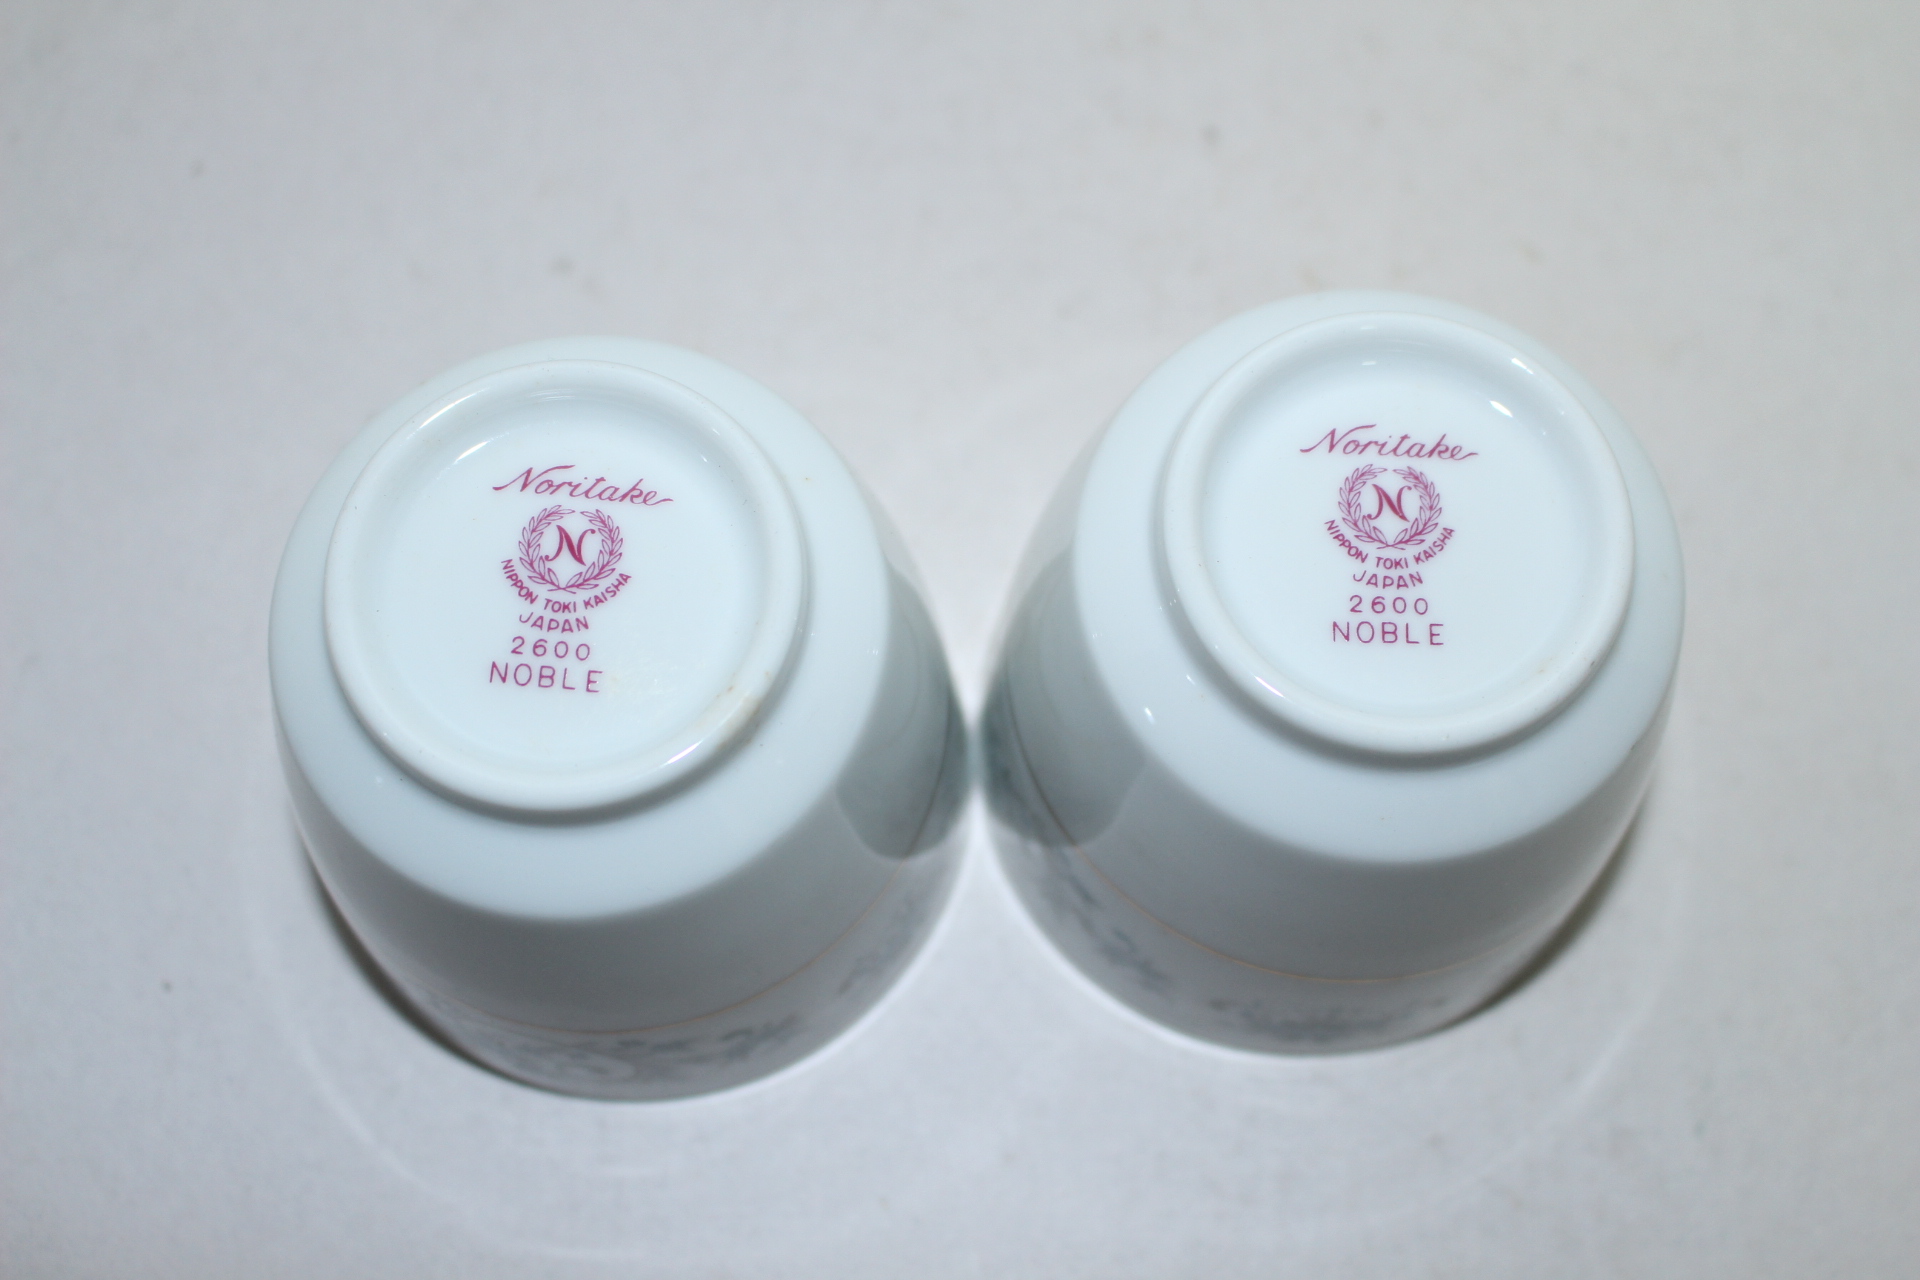 Noritake
N
NIPPON TOKI KAISHA
JAPAN
2600
NOBLE
Noritake
N
NIPPON TOKI KAISHA
JAPAN
2600
NOBLE